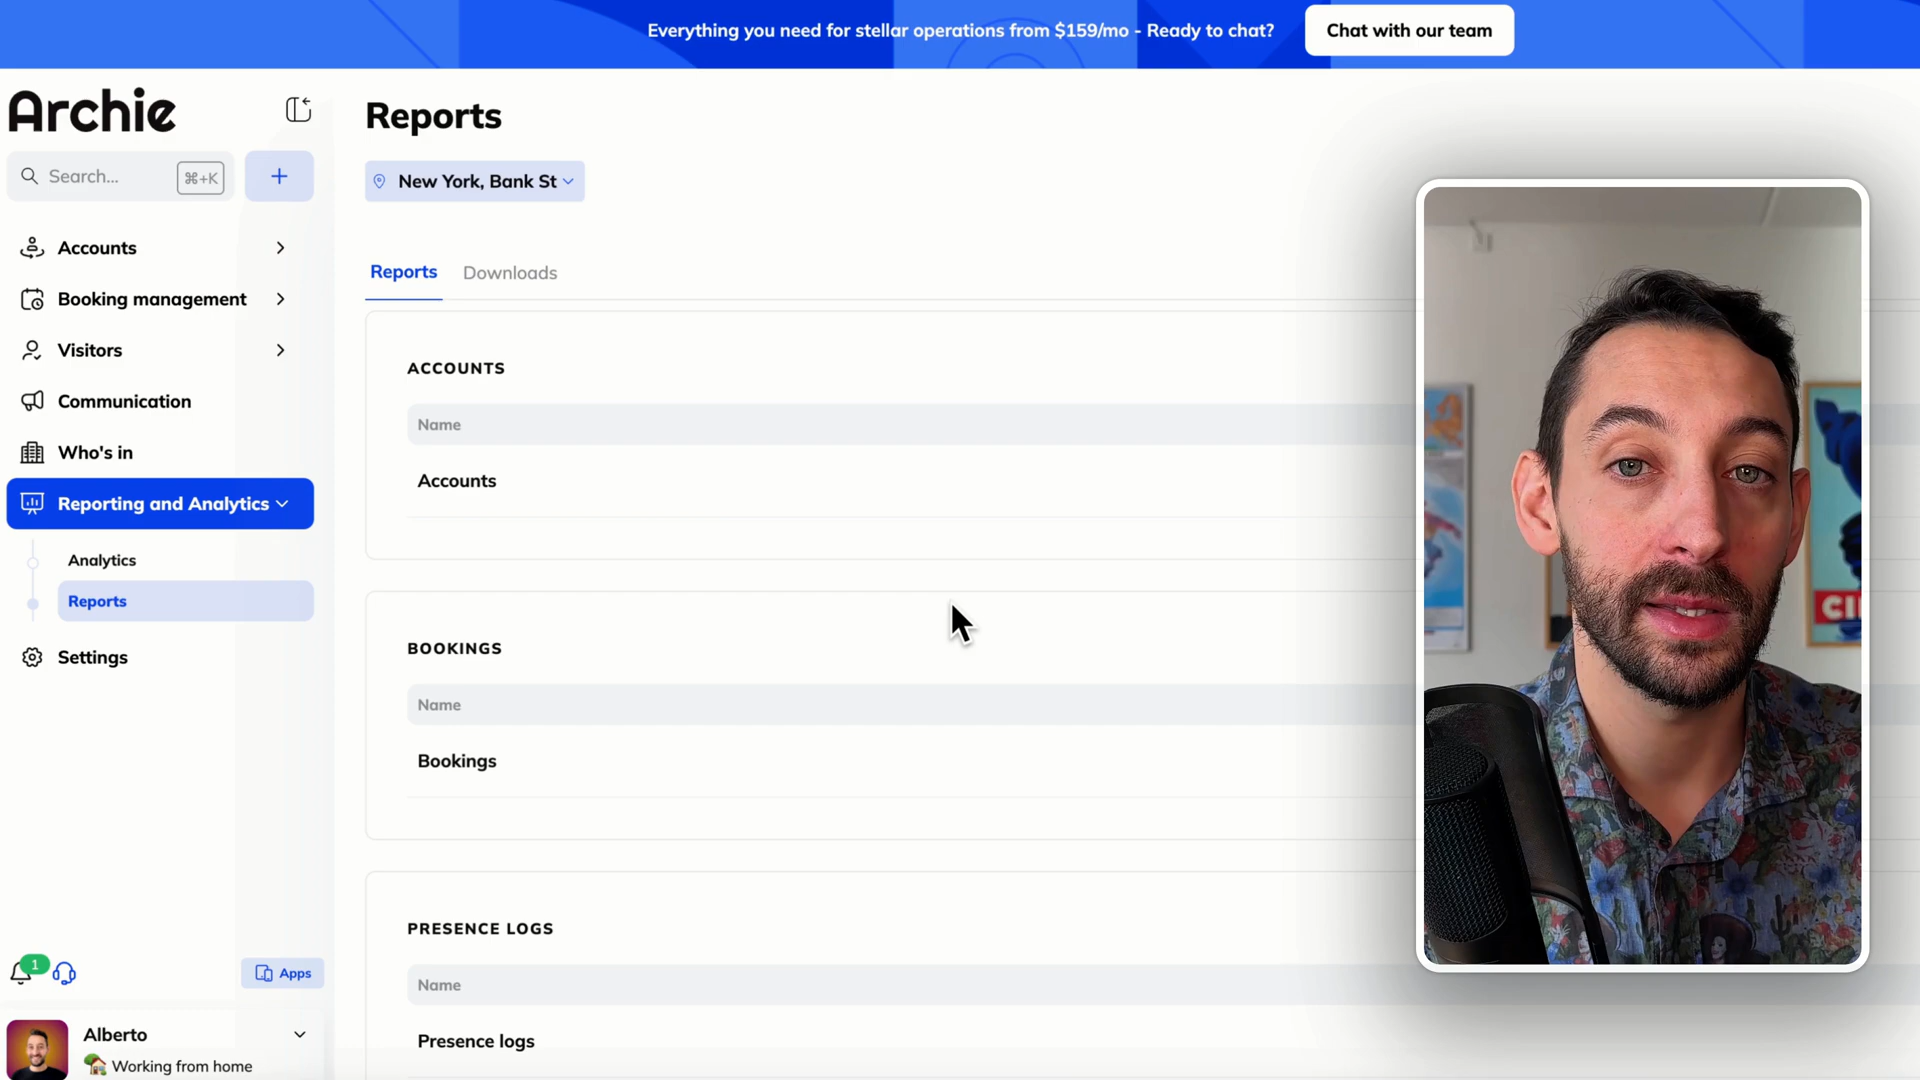 Everything you need for stellar operations from $159/mo - Ready to chat?
Chat with our team
Archie
Search...
⌘+K
+
Accounts
Booking management
Visitors
Communication
Who's in
Reporting and Analytics
Analytics
Reports
Settings
1
Apps
Alberto
Working from home
Reports
New York, Bank St
Reports
Downloads
ACCOUNTS
Name
Accounts
BOOKINGS
Name
Bookings
PRESENCE LOGS
Name
Presence logs